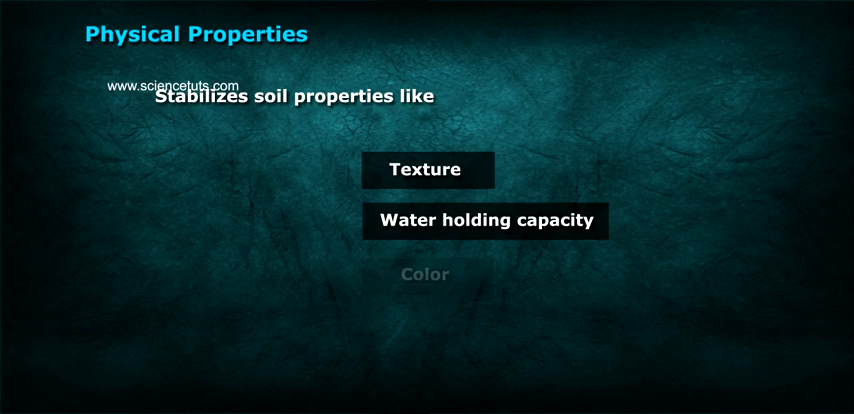 Physical Properties
www.sciencetuts.com
Stabilizes soil properties like
Texture
Water holding capacity
Color